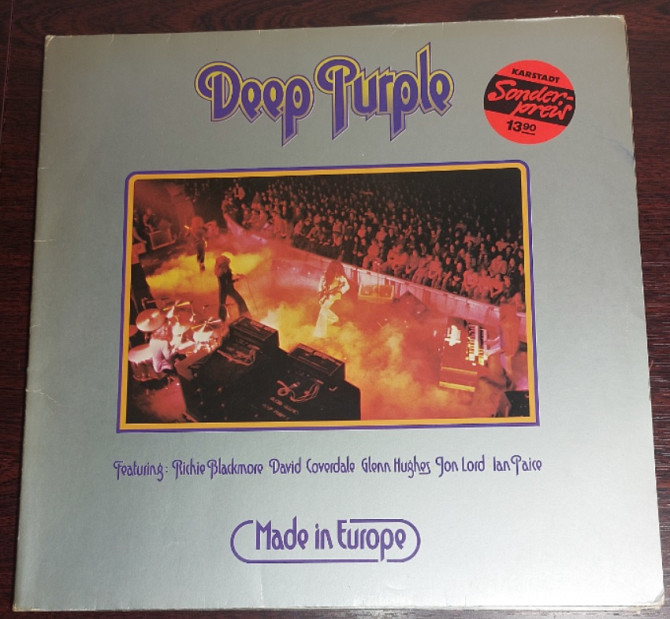 Deep Purple
KARSTADT
Sonder-
preis
13.90
Featuring: Richie Blackmore David Coverdale Glenn Hughes Jon Lord Ian Paice
Made in Europe